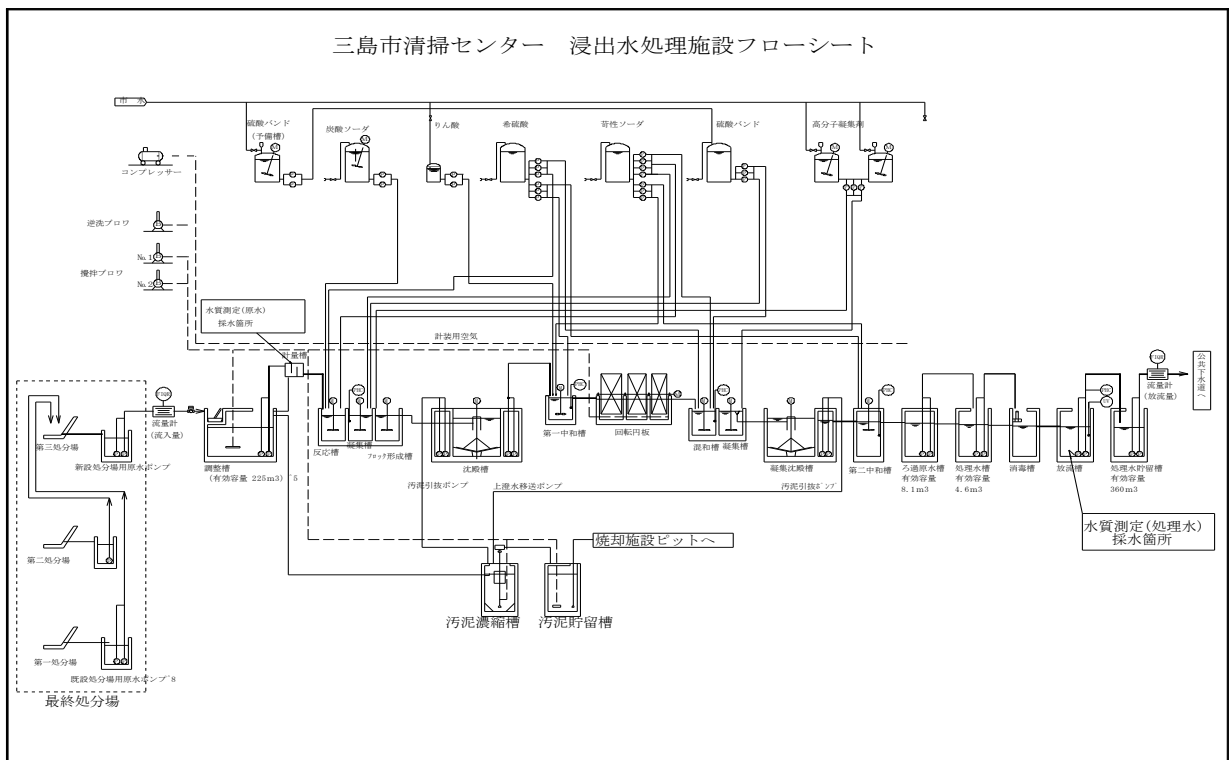 三島市清掃センター　浸出水処理施設フローシート
市　水
硫酸バンド
(予備槽)
炭酸ソーダ
りん酸
希硫酸
苛性ソーダ
硫酸バンド
高分子凝集剤
コンプレッサー
逆洗ブロワ
№.1
攪拌ブロワ
№.2
水質測定(原水)
採水箇所
計装用空気
計量槽
公共下水道へ
流量計
(流入量)
流量計
(放流量)
第三処分場
新設処分場用原水ポンプ
調整槽
(有効容量 225m3)ﾞ5
反応槽
凝集槽
ﾌﾛｯｸ形成槽
沈殿槽
第一中和槽
回転円板
混和槽
凝集槽
凝集沈殿槽
第二中和槽
ろ過原水槽
有効容量
8.1m3
処理水槽
有効容量
4.6m3
消毒槽
放流槽
処理水貯留槽
有効容量
360m3
汚泥引抜ポンプ
上澄水移送ポンプ
汚泥引抜ﾎﾟﾝﾌﾟ
水質測定(処理水)
採水箇所
焼却施設ピットへ
第二処分場
汚泥濃縮槽
汚泥貯留槽
第一処分場
既設処分場用原水ポンプﾞ8
最終処分場